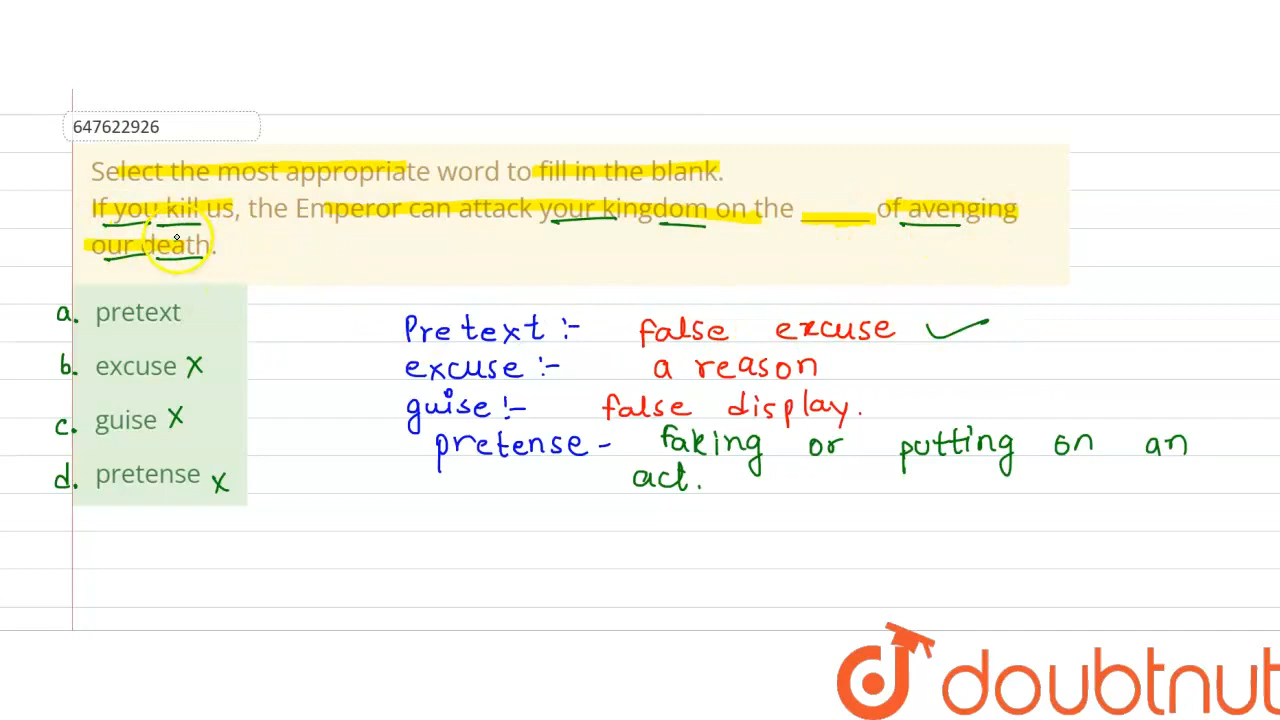 647622926
Select the most appropriate word to fill in the blank.
If you kill us, the Emperor can attack your kingdom on the ______ of avenging
our death.
a. pretext
b. excuse x
c. guise x
d. pretense x
Pretext :- false excuse ✓
excuse :- a reason
guise :- false display.
pretense - faking or putting on an
act.
doubtnut